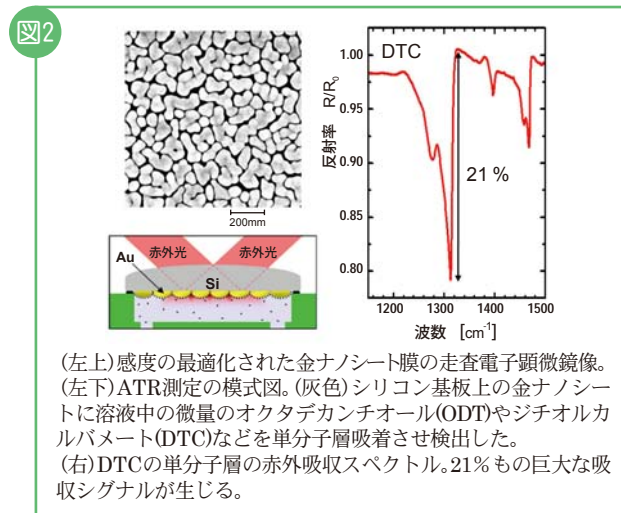 図2
200mm
赤外光 赤外光
Au
Si
DTC
反射率 R/R₀
1.00
0.95
0.90
0.85
0.80
21 %
1200 1300 1400 1500
波数 [cm⁻¹]
(左上)感度の最適化された金ナノシート膜の走査電子顕微鏡像。
(左下)ATR測定の模式図。(灰色)シリコン基板上の金ナノシー
トに溶液中の微量のオクタデカンチオール(ODT)やジチオルカ
ルバメート(DTC)などを単分子層吸着させ検出した。
(右)DTCの単分子層の赤外吸収スペクトル。21%もの巨大な吸
収シグナルが生じる。